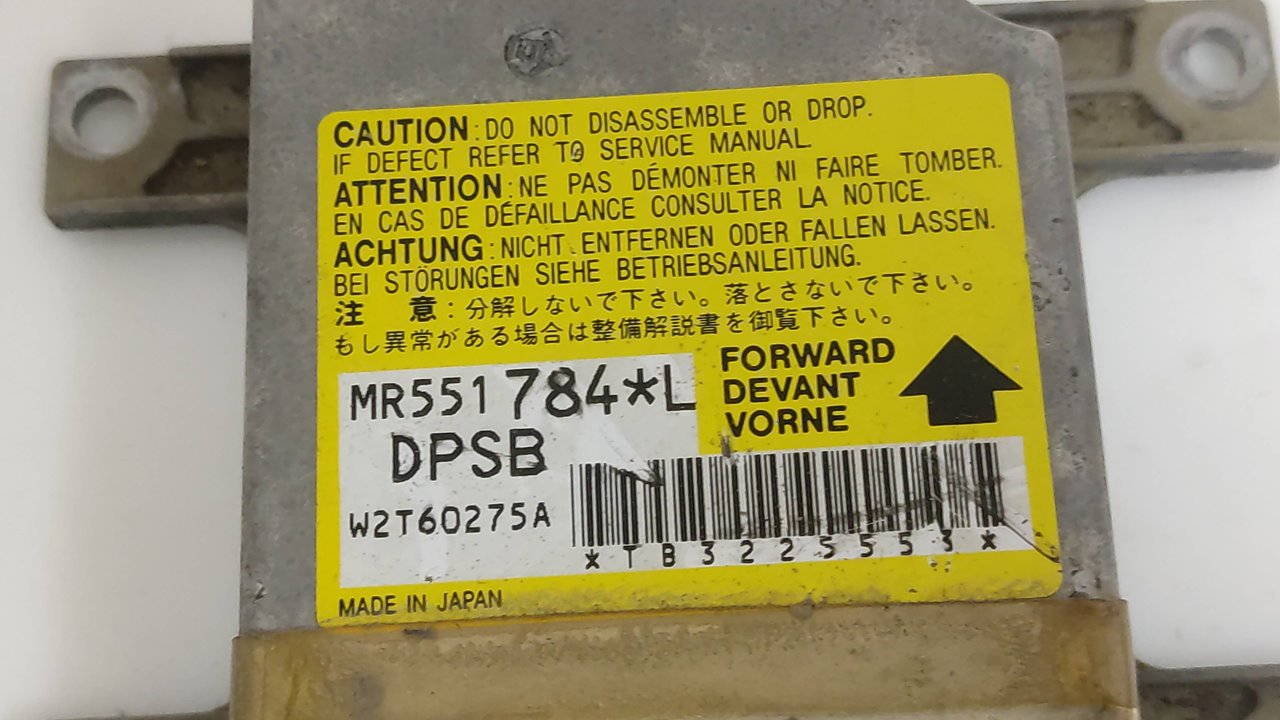 CAUTION : DO NOT DISASSEMBLE OR DROP.
IF DEFECT REFER TO SERVICE MANUAL.
ATTENTION : NE PAS DÉMONTER NI FAIRE TOMBER.
EN CAS DE DÉFAILLANCE CONSULTER LA NOTICE.
ACHTUNG : NICHT ENTFERNEN ODER FALLEN LASSEN.
BEI STÖRUNGEN SIEHE BETRIEBSANLEITUNG.
注 意 : 分解しないで下さい。落とさないで下さい。
もし異常がある場合は整備解説書を御覧下さい。
MR551784*L
DPSB
W2T60275A
FORWARD
DEVANT
VORNE
*TB3225553*
MADE IN JAPAN